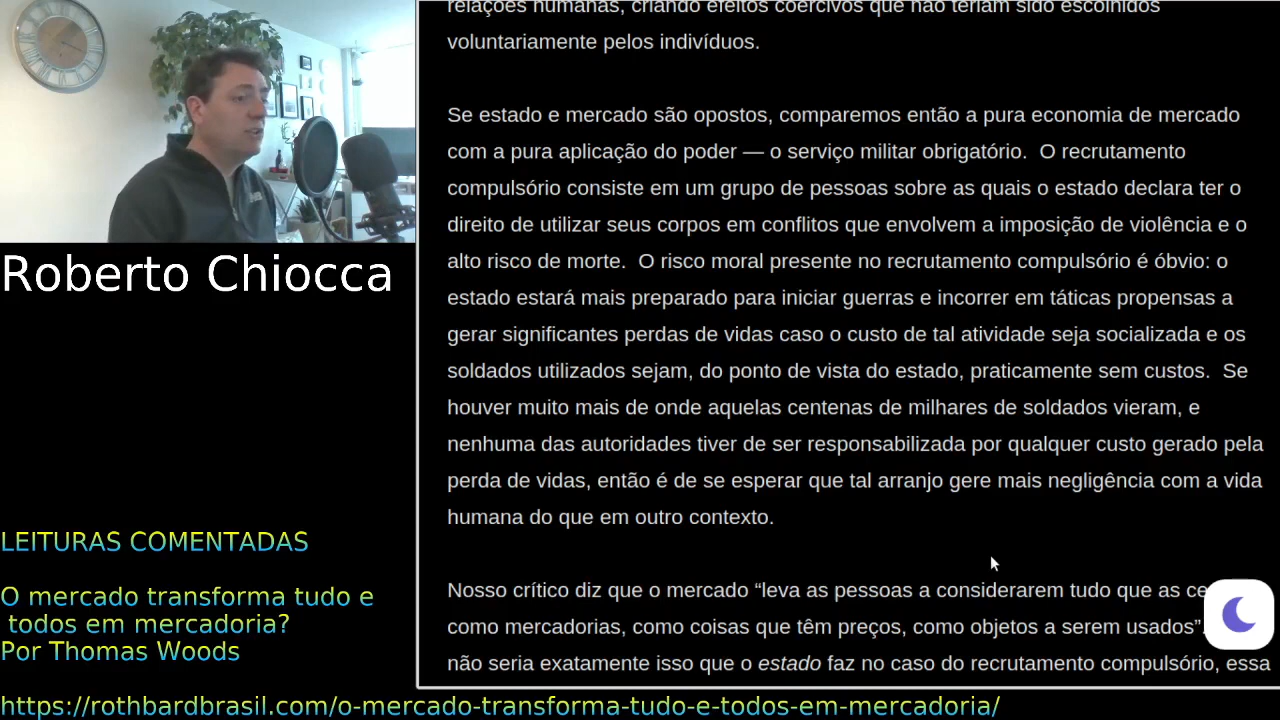 relações humanas, criando efeitos coercivos que não teriam sido escolhidos
voluntariamente pelos indivíduos.
Se estado e mercado são opostos, comparemos então a pura economia de mercado
com a pura aplicação do poder — o serviço militar obrigatório.  O recrutamento
compulsório consiste em um grupo de pessoas sobre as quais o estado declara ter o
direito de utilizar seus corpos em conflitos que envolvem a imposição de violência e o
alto risco de morte.  O risco moral presente no recrutamento compulsório é óbvio: o
estado estará mais preparado para iniciar guerras e incorrer em táticas propensas a
gerar significantes perdas de vidas caso o custo de tal atividade seja socializada e os
soldados utilizados sejam, do ponto de vista do estado, praticamente sem custos.  Se
houver muito mais de onde aquelas centenas de milhares de soldados vieram, e
nenhuma das autoridades tiver de ser responsabilizada por qualquer custo gerado pela
perda de vidas, então é de se esperar que tal arranjo gere mais negligência com a vida
humana do que em outro contexto.
Nosso crítico diz que o mercado “leva as pessoas a considerarem tudo que as
como mercadorias, como coisas que têm preços, como objetos a serem usados”.
não seria exatamente isso que o estado faz no caso do recrutamento compulsório, essa
Roberto Chiocca
LEITURAS COMENTADAS
O mercado transforma tudo e
todos em mercadoria?
Por Thomas Woods
https://rothbardbrasil.com/o-mercado-transforma-tudo-e-todos-em-mercadoria/